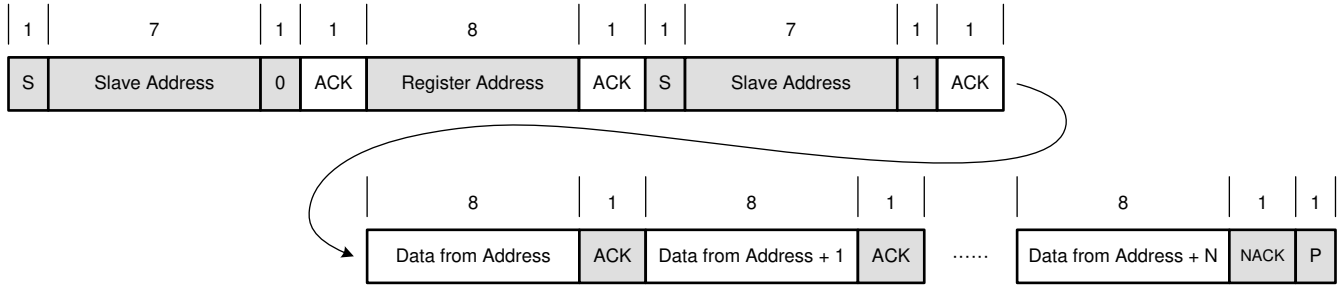 1 7 1 1 8 1 1 7 1 1
S Slave Address 0 ACK Register Address ACK S Slave Address 1 ACK
8 1 8 1 8 1 1
Data from Address ACK Data from Address + 1 ACK ...... Data from Address + N NACK P